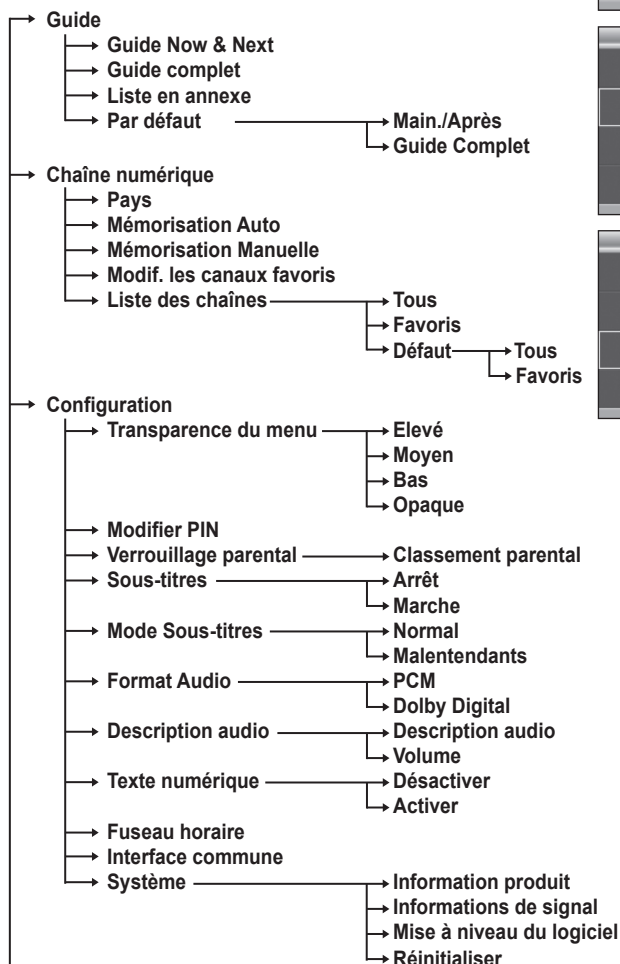 Guide
Guide Now & Next
Guide complet
Liste en annexe
Par défaut Main./Après
Guide Complet
Chaîne numérique
Pays
Mémorisation Auto
Mémorisation Manuelle
Modif. les canaux favoris
Liste des chaînes Tous
Favoris
Défaut Tous
Favoris
Configuration
Transparence du menu Elevé
Moyen
Bas
Opaque
Modifier PIN
Verrouillage parental Classement parental
Sous-titres Arrêt
Marche
Mode Sous-titres Normal
Malentendants
Format Audio PCM
Dolby Digital
Description audio Description audio
Volume
Texte numérique Désactiver
Activer
Fuseau horaire
Interface commune
Système Information produit
Informations de signal
Mise à niveau du logiciel
Réinitialiser